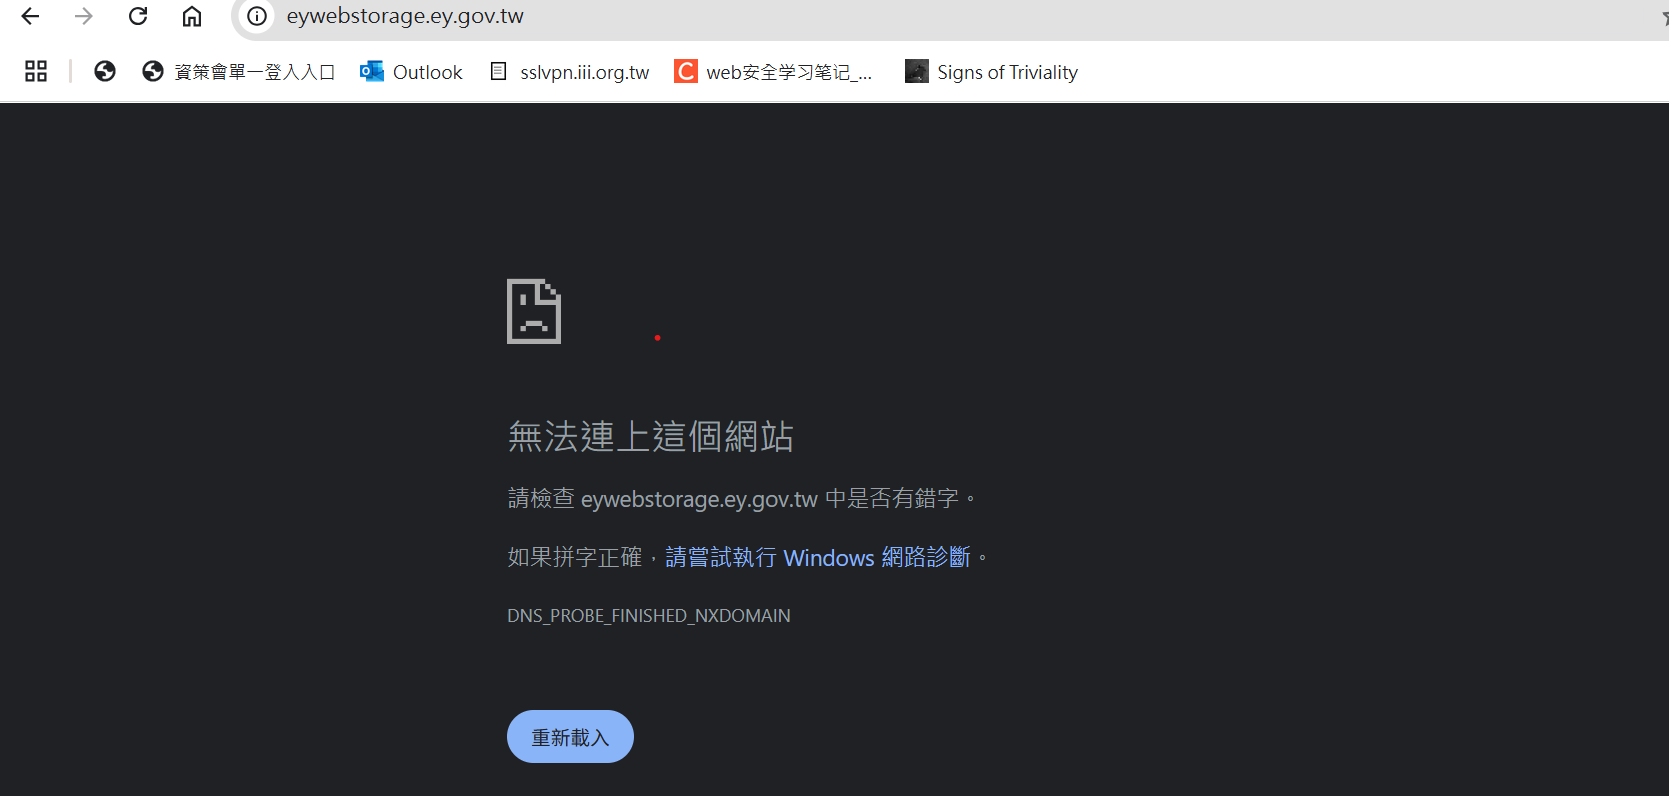 eywebstorage.ey.gov.tw
資策會單一登入入口 Outlook sslvpn.iii.org.tw web安全学习笔记_... Signs of Triviality
無法連上這個網站
請檢查 eywebstorage.ey.gov.tw 中是否有錯字。
如果拼字正確，請嘗試執行 Windows 網路診斷。
DNS_PROBE_FINISHED_NXDOMAIN
重新載入